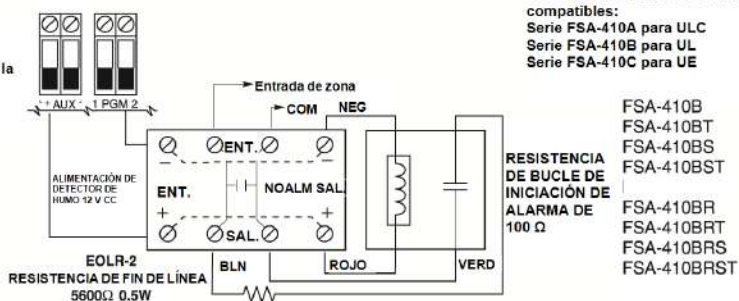 compatibles:
Serie FSA-410A para ULC
Serie FSA-410B para UL
Serie FSA-410C para UE
la
+ AUX - 1 PGM 2
Entrada de zona
COM NEG
ENT.
ALIMENTACIÓN DE
DETECTOR DE
HUMO 12 V CC
ENT.
NOALM SAL.
SAL.
RESISTENCIA
DE BUCLE DE
INICIACIÓN DE
ALARMA DE
100 Ω
FSA-410B
FSA-410BT
FSA-410BS
FSA-410BST
FSA-410BR
FSA-410BRT
FSA-410BRS
FSA-410BRST
EOLR-2
RESISTENCIA DE FIN DE LÍNEA
5600Ω 0.5W
BLN ROJO VERD